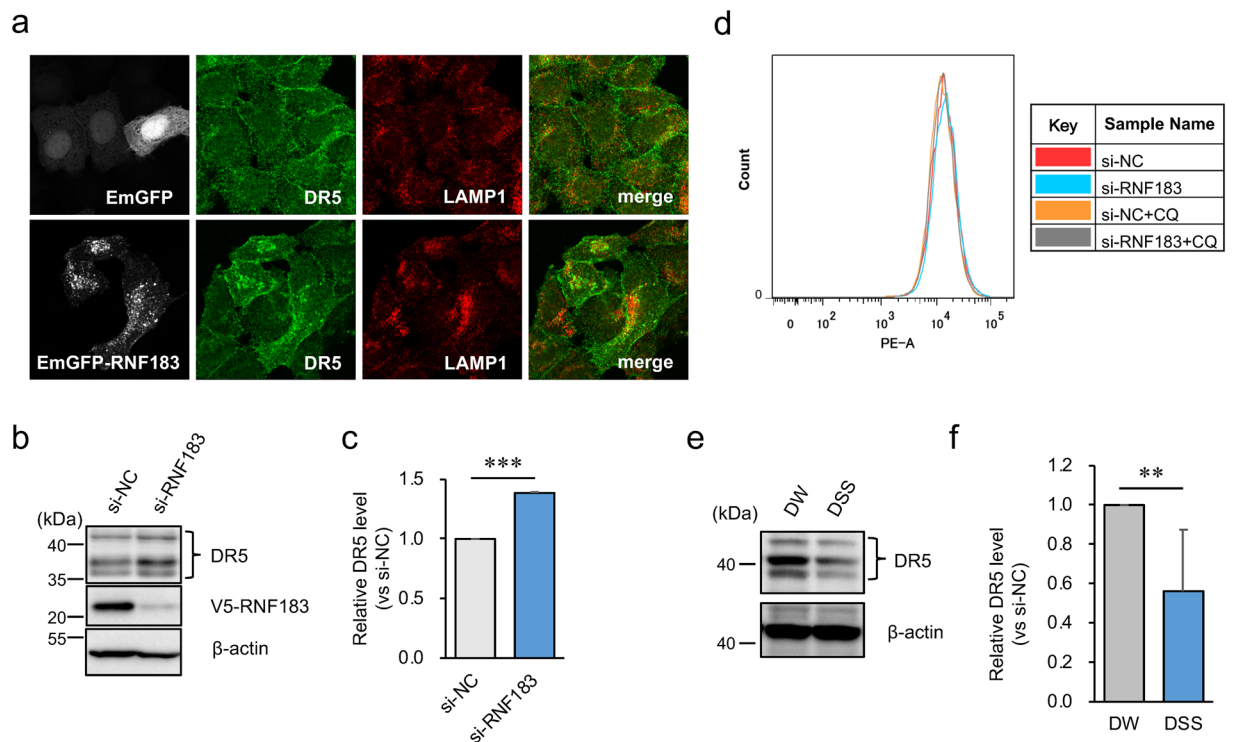 a
EmGFP
DR5
LAMP1
merge
EmGFP-RNF183
DR5
LAMP1
merge
d
Count
0
0 10² 10³ 10⁴ 10⁵
PE-A
Key Sample Name
si-NC
si-RNF183
si-NC+CQ
si-RNF183+CQ
b
si-NC si-RNF183
(kDa)
40
35
DR5
20
V5-RNF183
55
β-actin
c
Relative DR5 level
(vs si-NC)
1.5
1.0
0.5
0.0
***
si-NC si-RNF183
e
DW DSS
(kDa)
40
DR5
40
β-actin
f
Relative DR5 level
(vs si-NC)
1.2
1.0
0.8
0.6
0.4
0.2
0.0
**
DW DSS